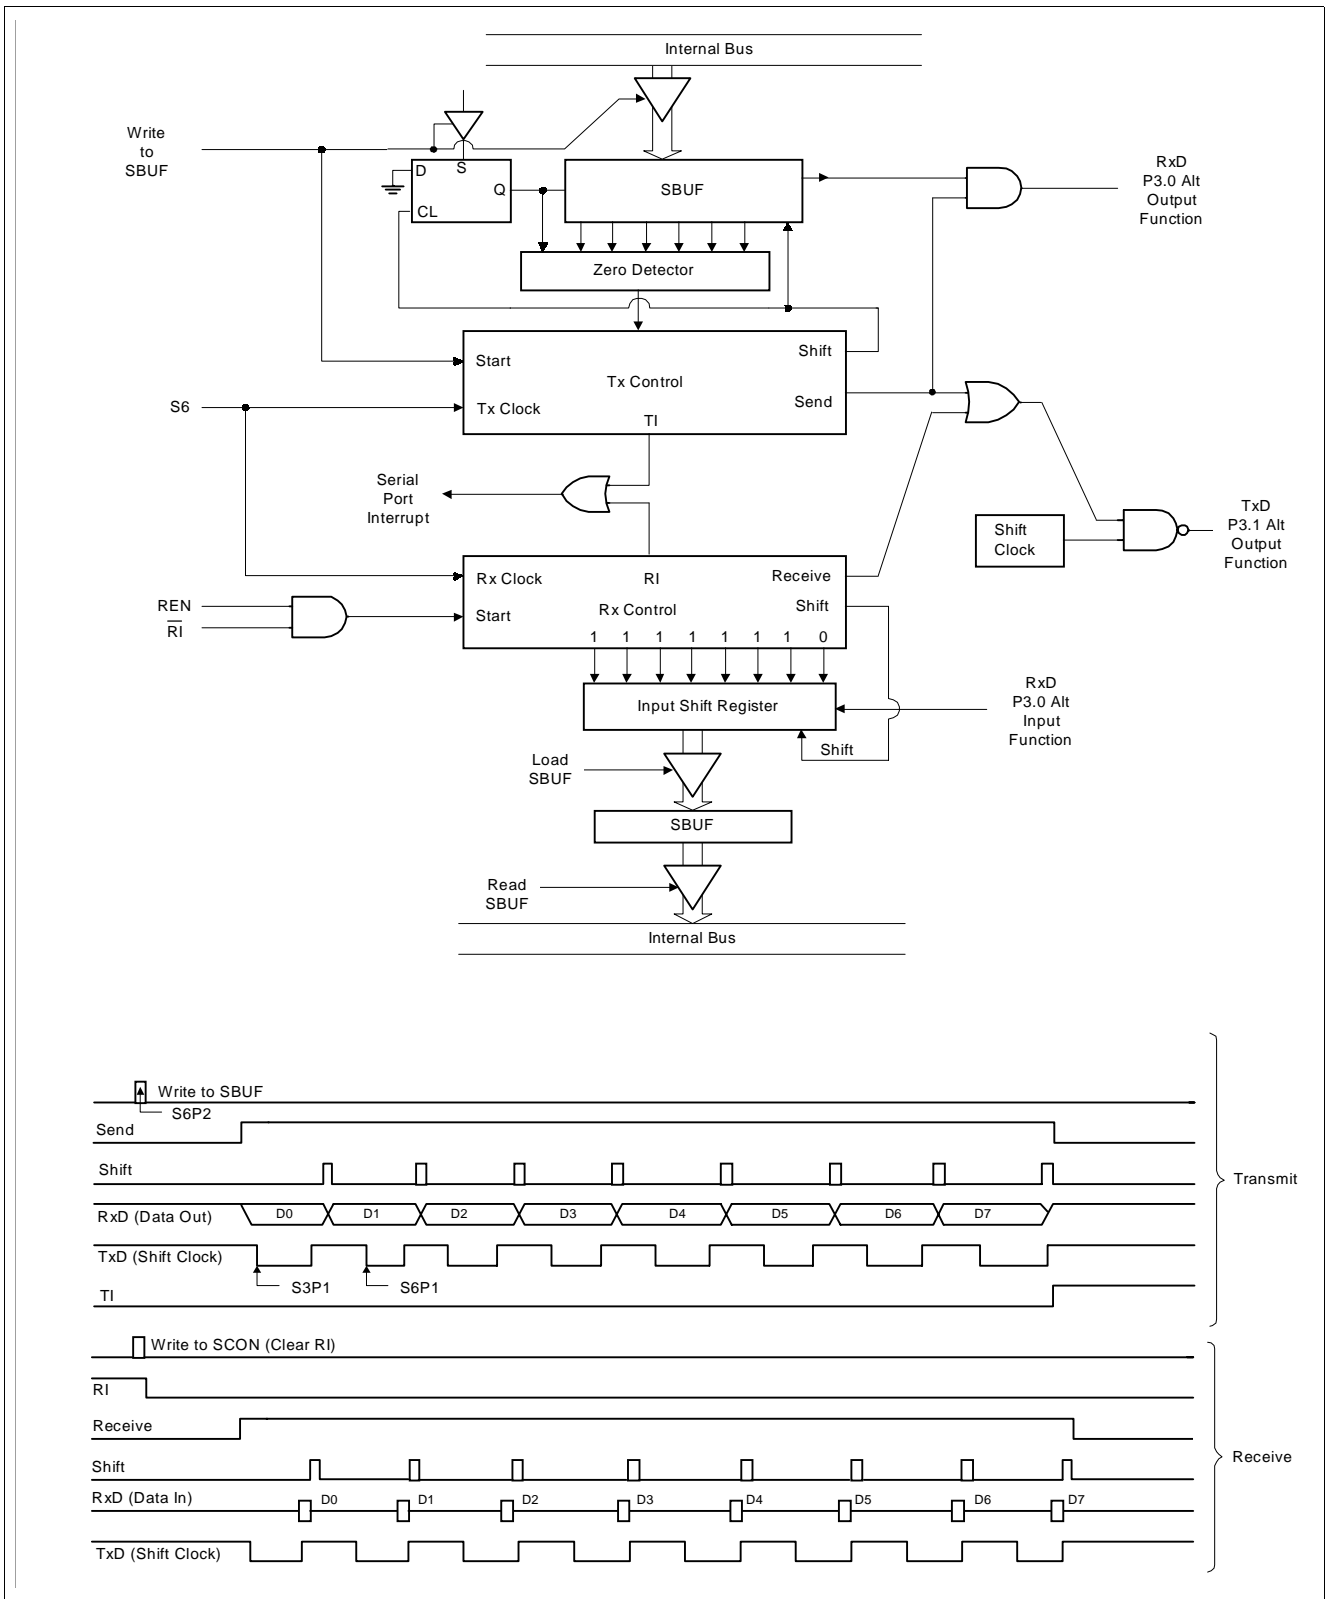 Internal Bus
Write
to
SBUF
RxD
P3.0 Alt
Output
Function
D
S
Q
CL
SBUF
Zero Detector
Start
Shift
Tx Control
Send
S6
Tx Clock
TI
Serial
Port
Interrupt
Shift
Clock
TxD
P3.1 Alt
Output
Function
Rx Clock
RI
Receive
REN
RI
Start
Rx Control
Shift
1 1 1 1 1 1 1 0
Input Shift Register
RxD
P3.0 Alt
Input
Function
Shift
Load
SBUF
SBUF
Read
SBUF
Internal Bus
Write to SBUF
S6P2
Send
Shift
RxD (Data Out) D0 D1 D2 D3 D4 D5 D6 D7
TxD (Shift Clock)
S3P1 S6P1
TI
Transmit
Write to SCON (Clear RI)
RI
Receive
Shift
RxD (Data In) D0 D1 D2 D3 D4 D5 D6 D7
TxD (Shift Clock)
Receive